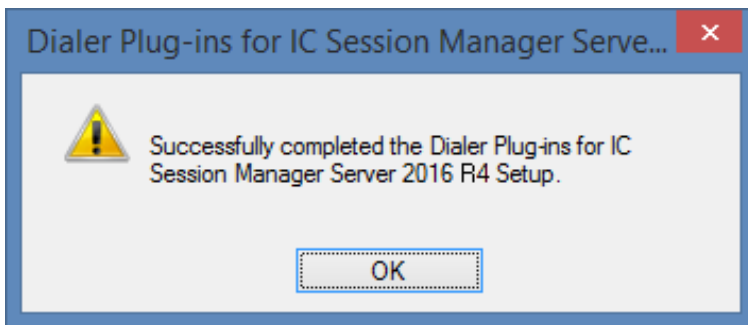 Dialer Plug-ins for IC Session Manager Serve...
Successfully completed the Dialer Plug-ins for IC
Session Manager Server 2016 R4 Setup.
OK